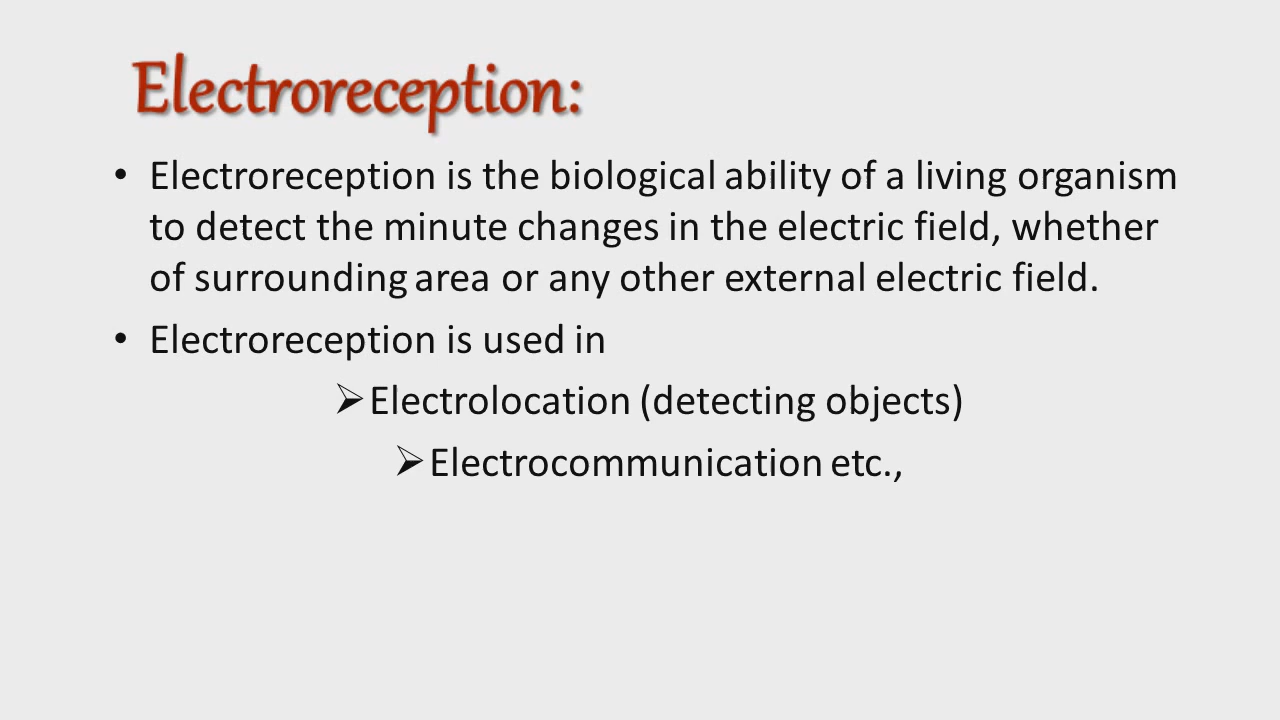 Electroreception:
• Electroreception is the biological ability of a living organism
to detect the minute changes in the electric field, whether
of surrounding area or any other external electric field.
• Electroreception is used in
➢Electrolocation (detecting objects)
➢Electrocommunication etc.,